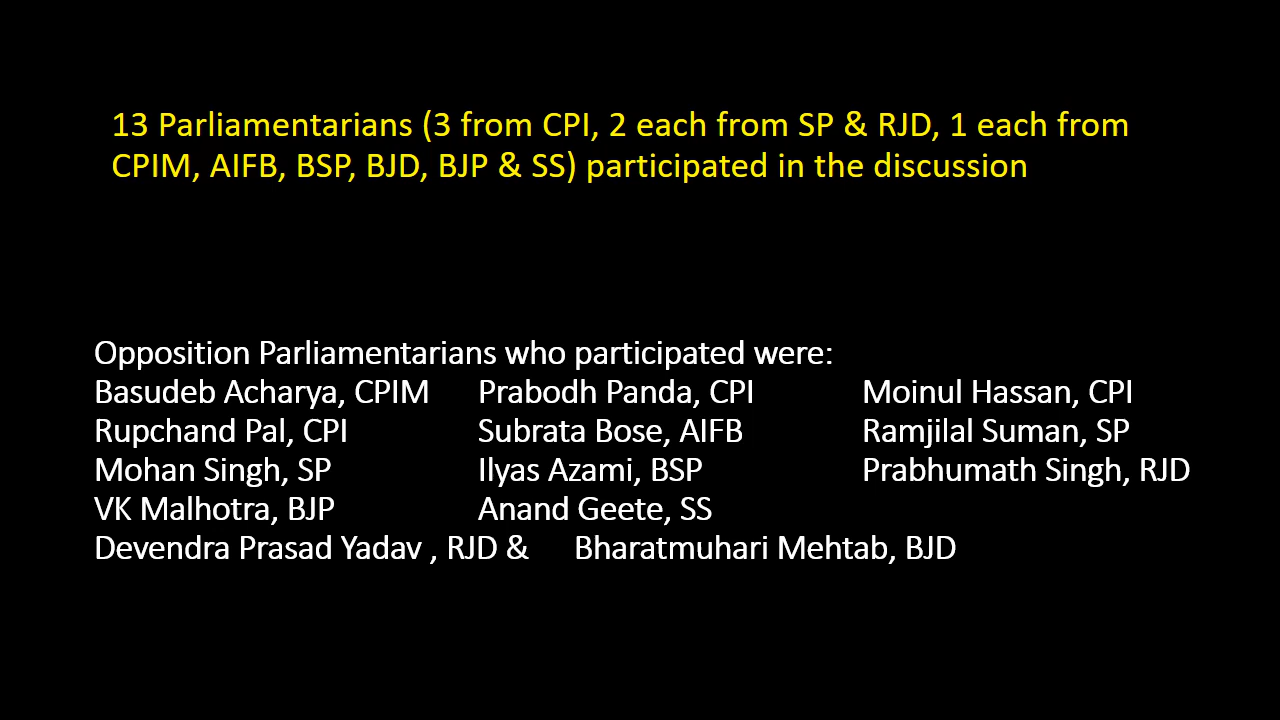 13 Parliamentarians (3 from CPI, 2 each from SP & RJD, 1 each from
CPIM, AIFB, BSP, BJD, BJP & SS) participated in the discussion
Opposition Parliamentarians who participated were:
Basudeb Acharya, CPIM Prabodh Panda, CPI Moinul Hassan, CPI
Rupchand Pal, CPI Subrata Bose, AIFB Ramjilal Suman, SP
Mohan Singh, SP Ilyas Azami, BSP Prabhumath Singh, RJD
VK Malhotra, BJP Anand Geete, SS
Devendra Prasad Yadav , RJD & Bharatmuhari Mehtab, BJD